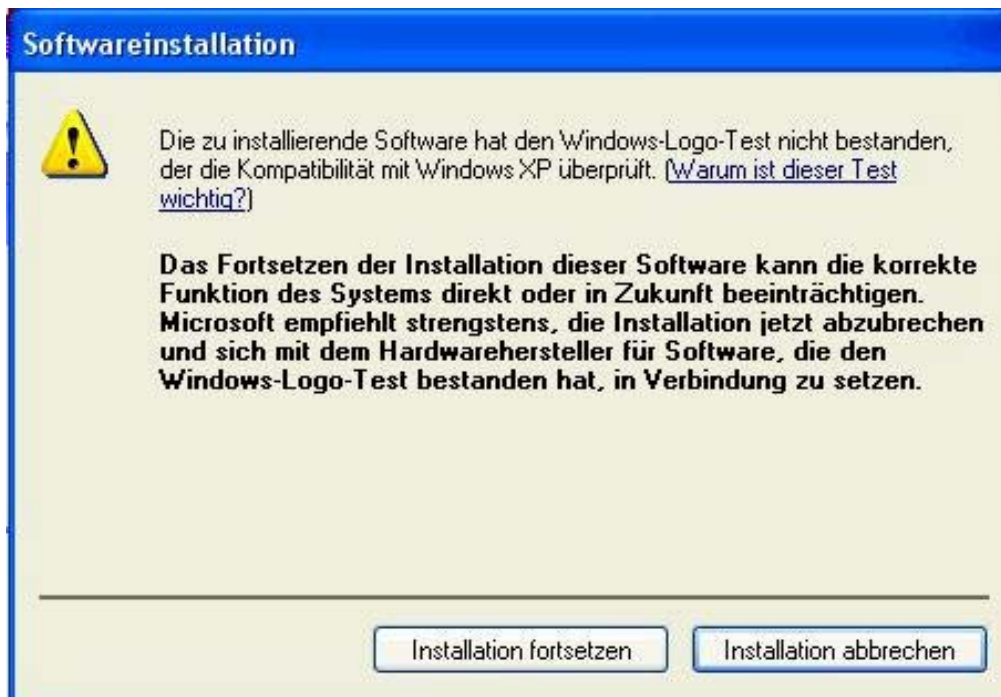 Softwareinstallation
Die zu installierende Software hat den Windows-Logo-Test nicht bestanden,
der die Kompatibilität mit Windows XP überprüft. (Warum ist dieser Test
wichtig?)
Das Fortsetzen der Installation dieser Software kann die korrekte
Funktion des Systems direkt oder in Zukunft beeinträchtigen.
Microsoft empfiehlt strengstens, die Installation jetzt abzubrechen
und sich mit dem Hardwarehersteller für Software, die den
Windows-Logo-Test bestanden hat, in Verbindung zu setzen.
Installation fortsetzen Installation abbrechen